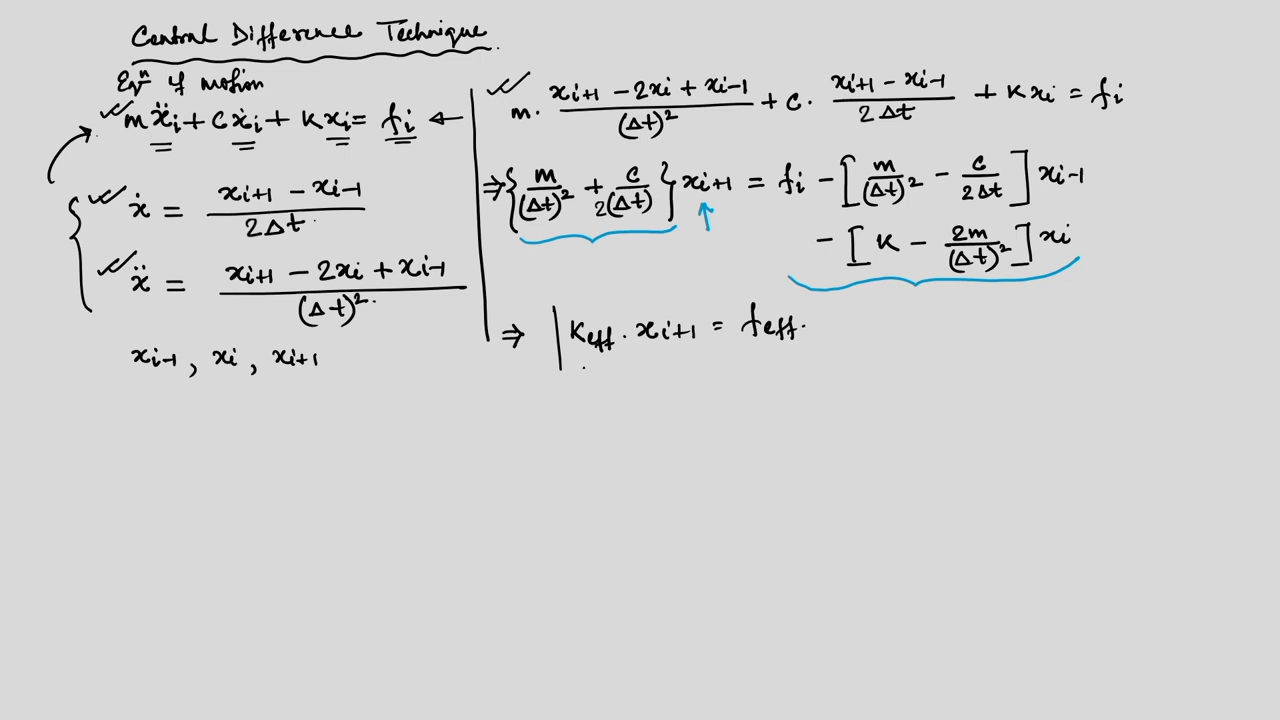 Central Difference Technique
Eqⁿ of motion
mẍi + cẋi + Kxi = fi ←
ẋ = (xi+1 − xi-1) / 2Δt
ẍ = (xi+1 − 2xi + xi-1) / (Δt)²
xi-1 , xi , xi+1
m · (xi+1 − 2xi + xi-1) / (Δt)² + c · (xi+1 − xi-1) / 2Δt + Kxi = fi
⇒ { m/(Δt)² + c/2(Δt) } xi+1 = fi − [ m/(Δt)² − c/2Δt ] xi-1
− [ K − 2m/(Δt)² ] xi
⇒ Keff · xi+1 = feff.